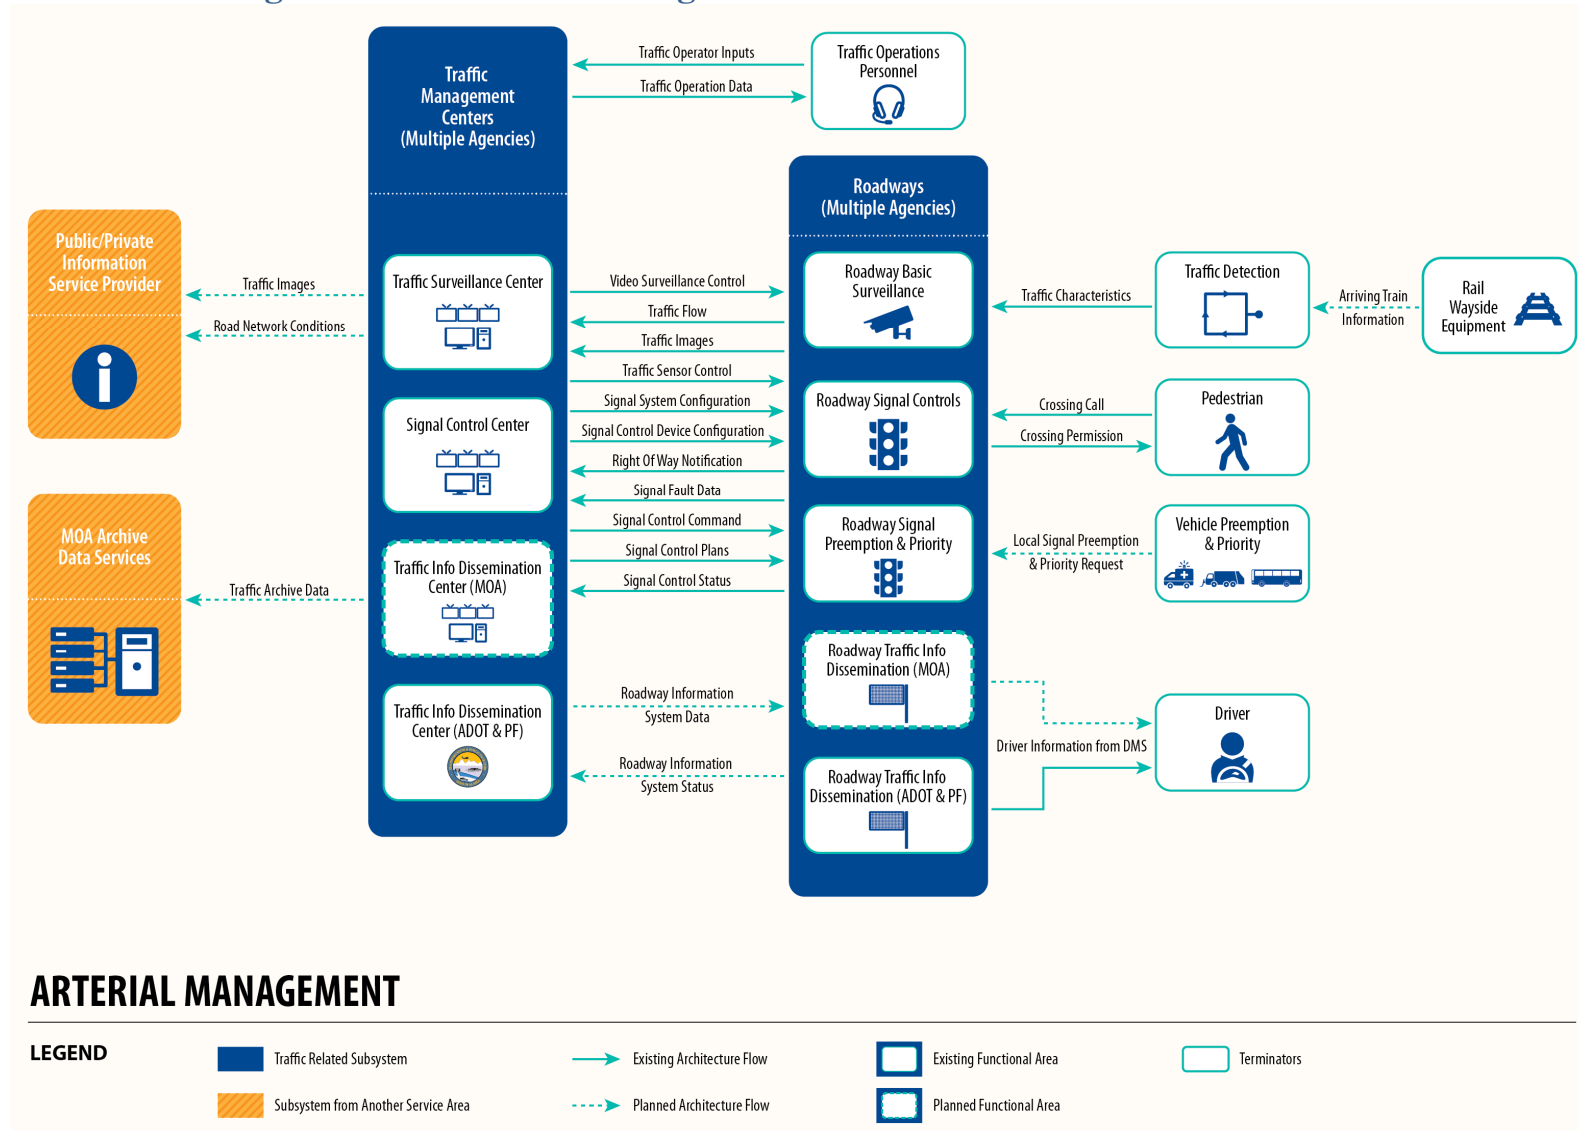 Traffic
Management
Centers
(Multiple Agencies)
Traffic Operator Inputs
Traffic Operation Data
Traffic Operations
Personnel
Roadways
(Multiple Agencies)
Public/Private
Information
Service Provider
Traffic Images
Road Network Conditions
MOA Archive
Data Services
Traffic Archive Data
Traffic Surveillance Center
Signal Control Center
Traffic Info Dissemination
Center (MOA)
Traffic Info Dissemination
Center (ADOT & PF)
Video Surveillance Control
Traffic Flow
Traffic Images
Traffic Sensor Control
Signal System Configuration
Signal Control Device Configuration
Right Of Way Notification
Signal Fault Data
Signal Control Command
Signal Control Plans
Signal Control Status
Roadway Information
System Data
Roadway Information
System Status
Roadway Basic
Surveillance
Roadway Signal Controls
Roadway Signal
Preemption & Priority
Roadway Traffic Info
Dissemination (MOA)
Roadway Traffic Info
Dissemination (ADOT & PF)
Traffic Characteristics
Crossing Call
Crossing Permission
Local Signal Preemption
& Priority Request
Driver Information from DMS
Traffic Detection
Pedestrian
Vehicle Preemption
& Priority
Driver
Arriving Train
Information
Rail
Wayside
Equipment
ARTERIAL MANAGEMENT
LEGEND
Traffic Related Subsystem
Existing Architecture Flow
Existing Functional Area
Terminators
Subsystem from Another Service Area
Planned Architecture Flow
Planned Functional Area